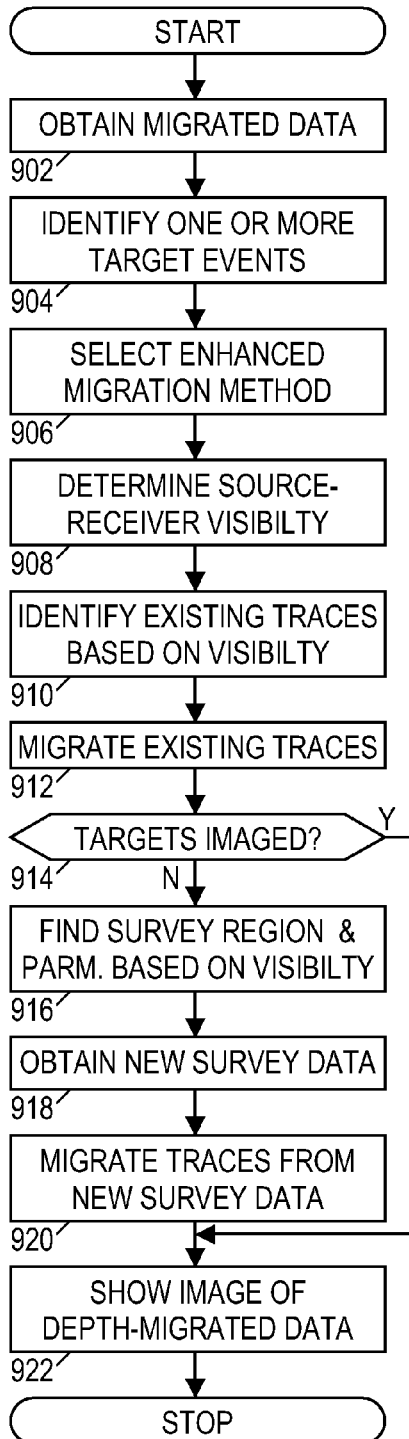 START
OBTAIN MIGRATED DATA
902
IDENTIFY ONE OR MORE
TARGET EVENTS
904
SELECT ENHANCED
MIGRATION METHOD
906
DETERMINE SOURCE-
RECEIVER VISIBILTY
908
IDENTIFY EXISTING TRACES
BASED ON VISIBILTY
910
MIGRATE EXISTING TRACES
912
TARGETS IMAGED?
Y
914
N
FIND SURVEY REGION &
PARM. BASED ON VISIBILTY
916
OBTAIN NEW SURVEY DATA
918
MIGRATE TRACES FROM
NEW SURVEY DATA
920
SHOW IMAGE OF
DEPTH-MIGRATED DATA
922
STOP